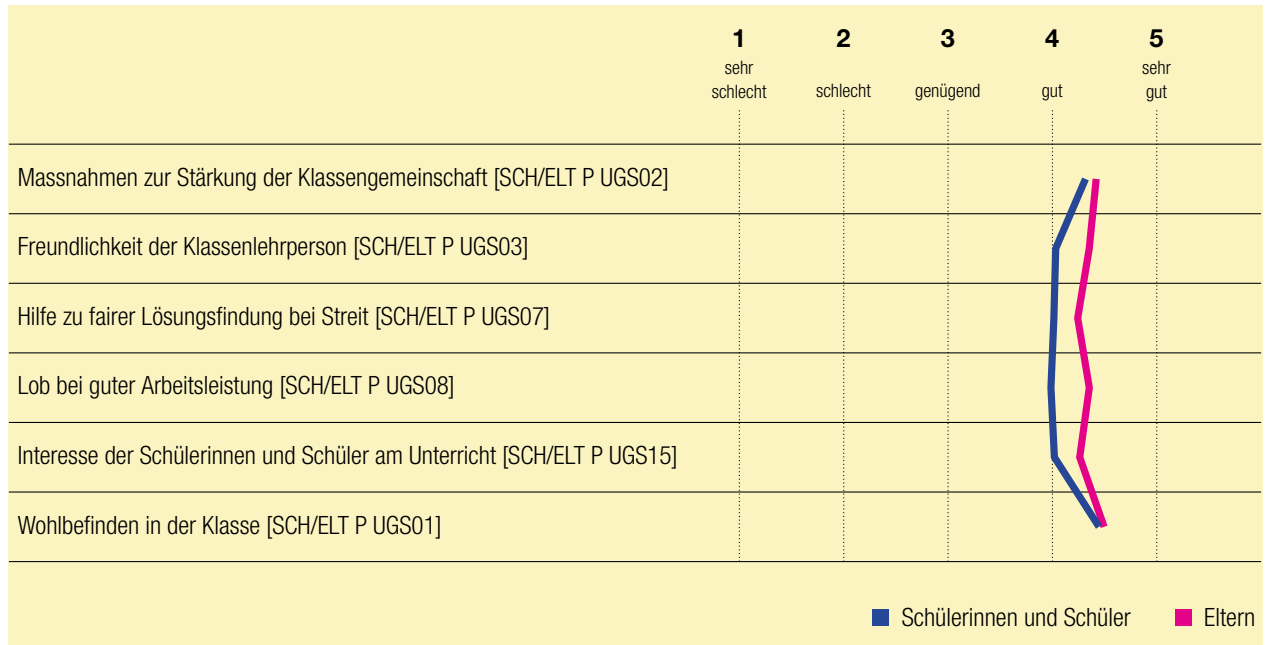 1 2 3 4 5
sehr schlecht schlecht genügend gut sehr gut
Massnahmen zur Stärkung der Klassengemeinschaft [SCH/ELT P UGS02]
Freundlichkeit der Klassenlehrperson [SCH/ELT P UGS03]
Hilfe zu fairer Lösungsfindung bei Streit [SCH/ELT P UGS07]
Lob bei guter Arbeitsleistung [SCH/ELT P UGS08]
Interesse der Schülerinnen und Schüler am Unterricht [SCH/ELT P UGS15]
Wohlbefinden in der Klasse [SCH/ELT P UGS01]
Schülerinnen und Schüler Eltern